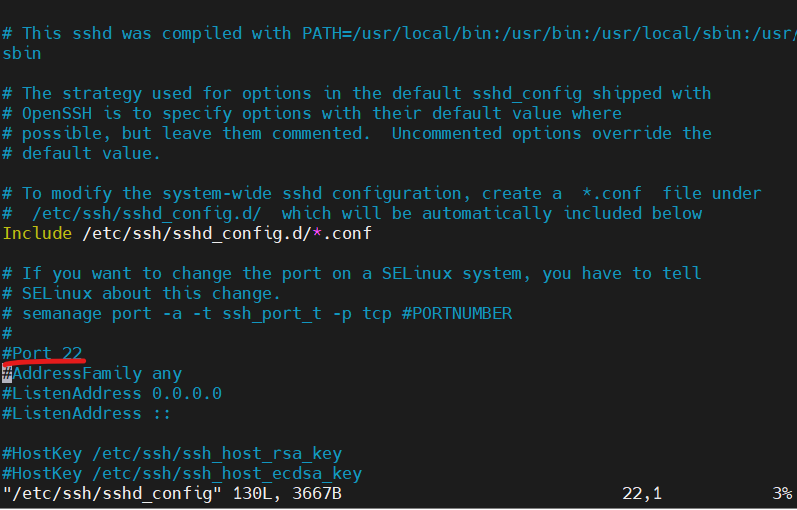 # This sshd was compiled with PATH=/usr/local/bin:/usr/bin:/usr/local/sbin:/usr/
sbin
# The strategy used for options in the default sshd_config shipped with
# OpenSSH is to specify options with their default value where
# possible, but leave them commented.  Uncommented options override the
# default value.
# To modify the system-wide sshd configuration, create a  *.conf  file under
#  /etc/ssh/sshd_config.d/  which will be automatically included below
Include /etc/ssh/sshd_config.d/*.conf
# If you want to change the port on a SELinux system, you have to tell
# SELinux about this change.
# semanage port -a -t ssh_port_t -p tcp #PORTNUMBER
#
#Port 22
#AddressFamily any
#ListenAddress 0.0.0.0
#ListenAddress ::
#HostKey /etc/ssh/ssh_host_rsa_key
#HostKey /etc/ssh/ssh_host_ecdsa_key
"/etc/ssh/sshd_config" 130L, 3667B 22,1 3%